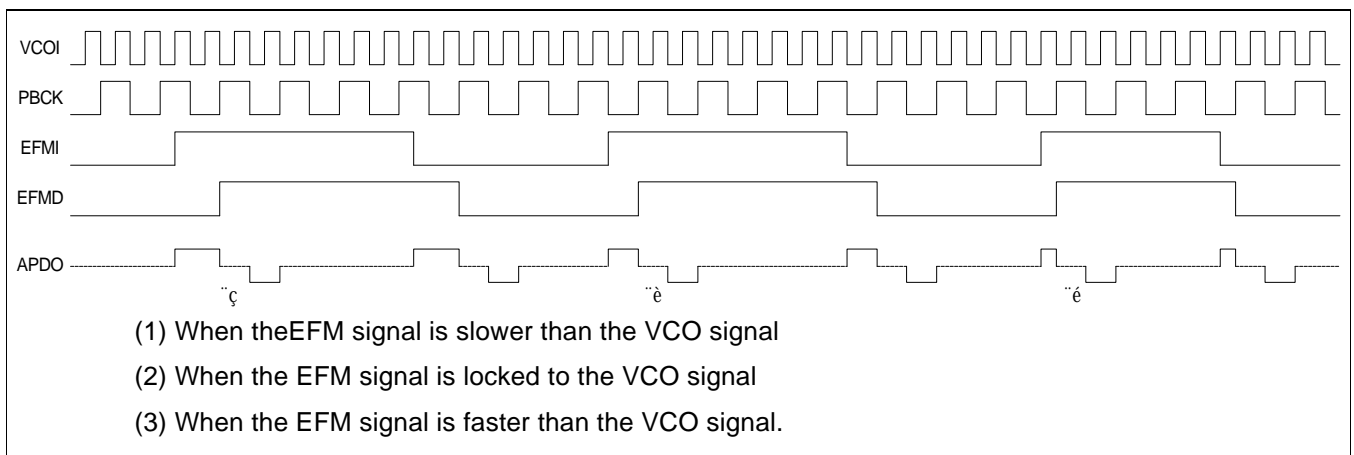 VCOI
PBCK
EFMI
EFMD
APDO
¨ç ¨è ¨é
(1) When theEFM signal is slower than the VCO signal
(2) When the EFM signal is locked to the VCO signal
(3) When the EFM signal is faster than the VCO signal.